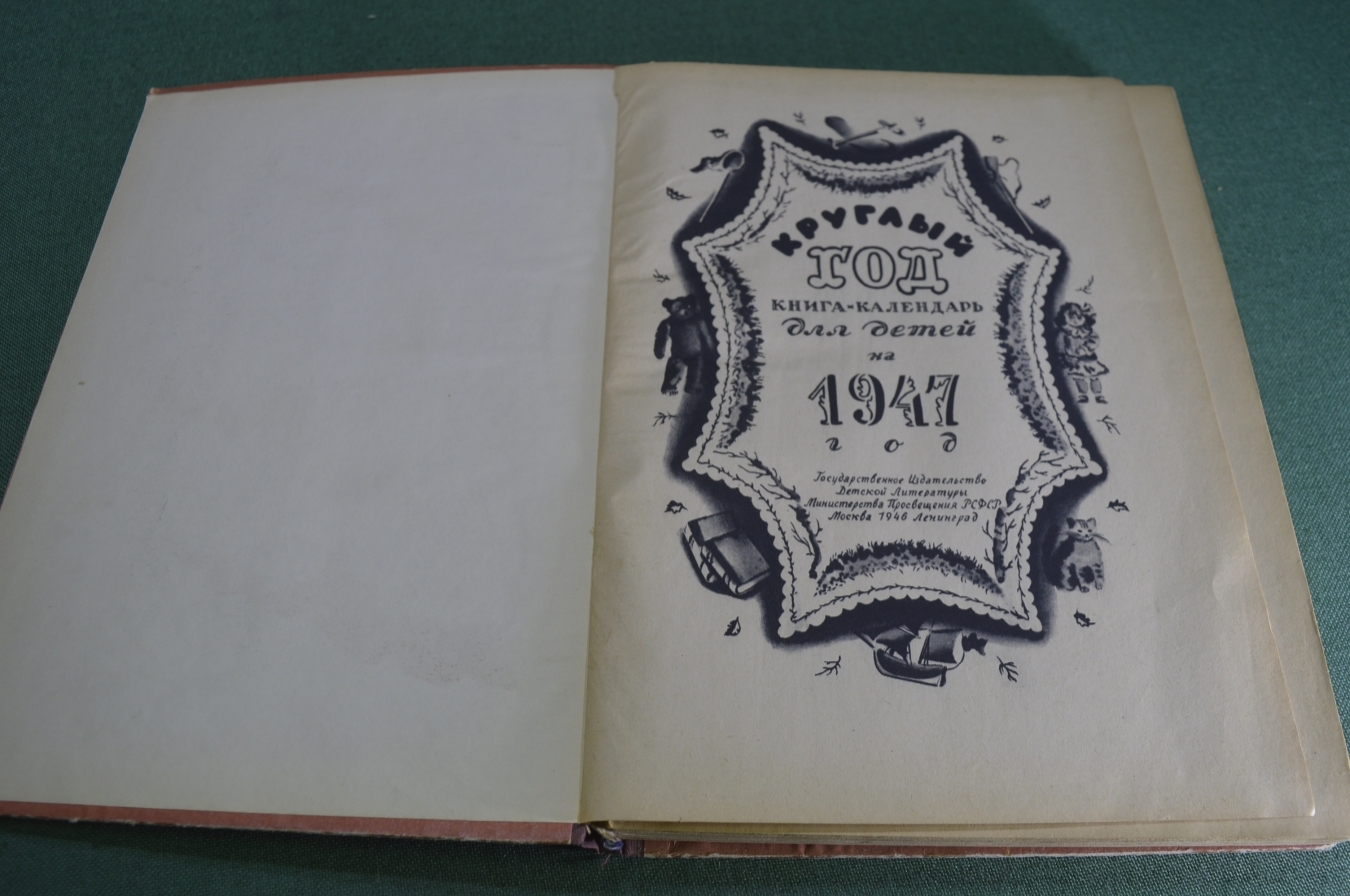 КРУГЛЫЙ
ГОД
КНИГА-КАЛЕНДАРЬ
для детей
на
1947
год
Государственное Издательство
Детской Литературы
Министерства Просвещения РСФСР
Москва 1946 Ленинград